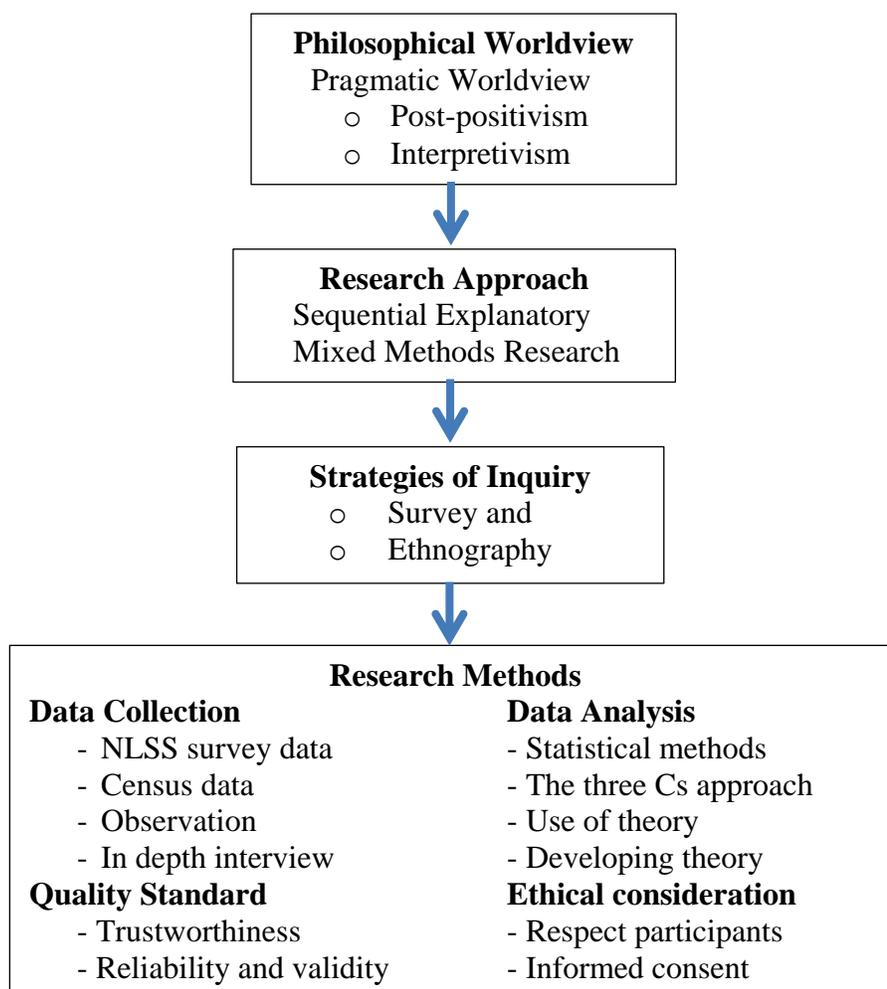 Philosophical Worldview
Pragmatic Worldview
o Post-positivism
o Interpretivism
Research Approach
Sequential Explanatory
Mixed Methods Research
Strategies of Inquiry
o Survey and
o Ethnography
Research Methods
Data Collection
- NLSS survey data
- Census data
- Observation
- In depth interview
Quality Standard
- Trustworthiness
- Reliability and validity
Data Analysis
- Statistical methods
- The three Cs approach
- Use of theory
- Developing theory
Ethical consideration
- Respect participants
- Informed consent